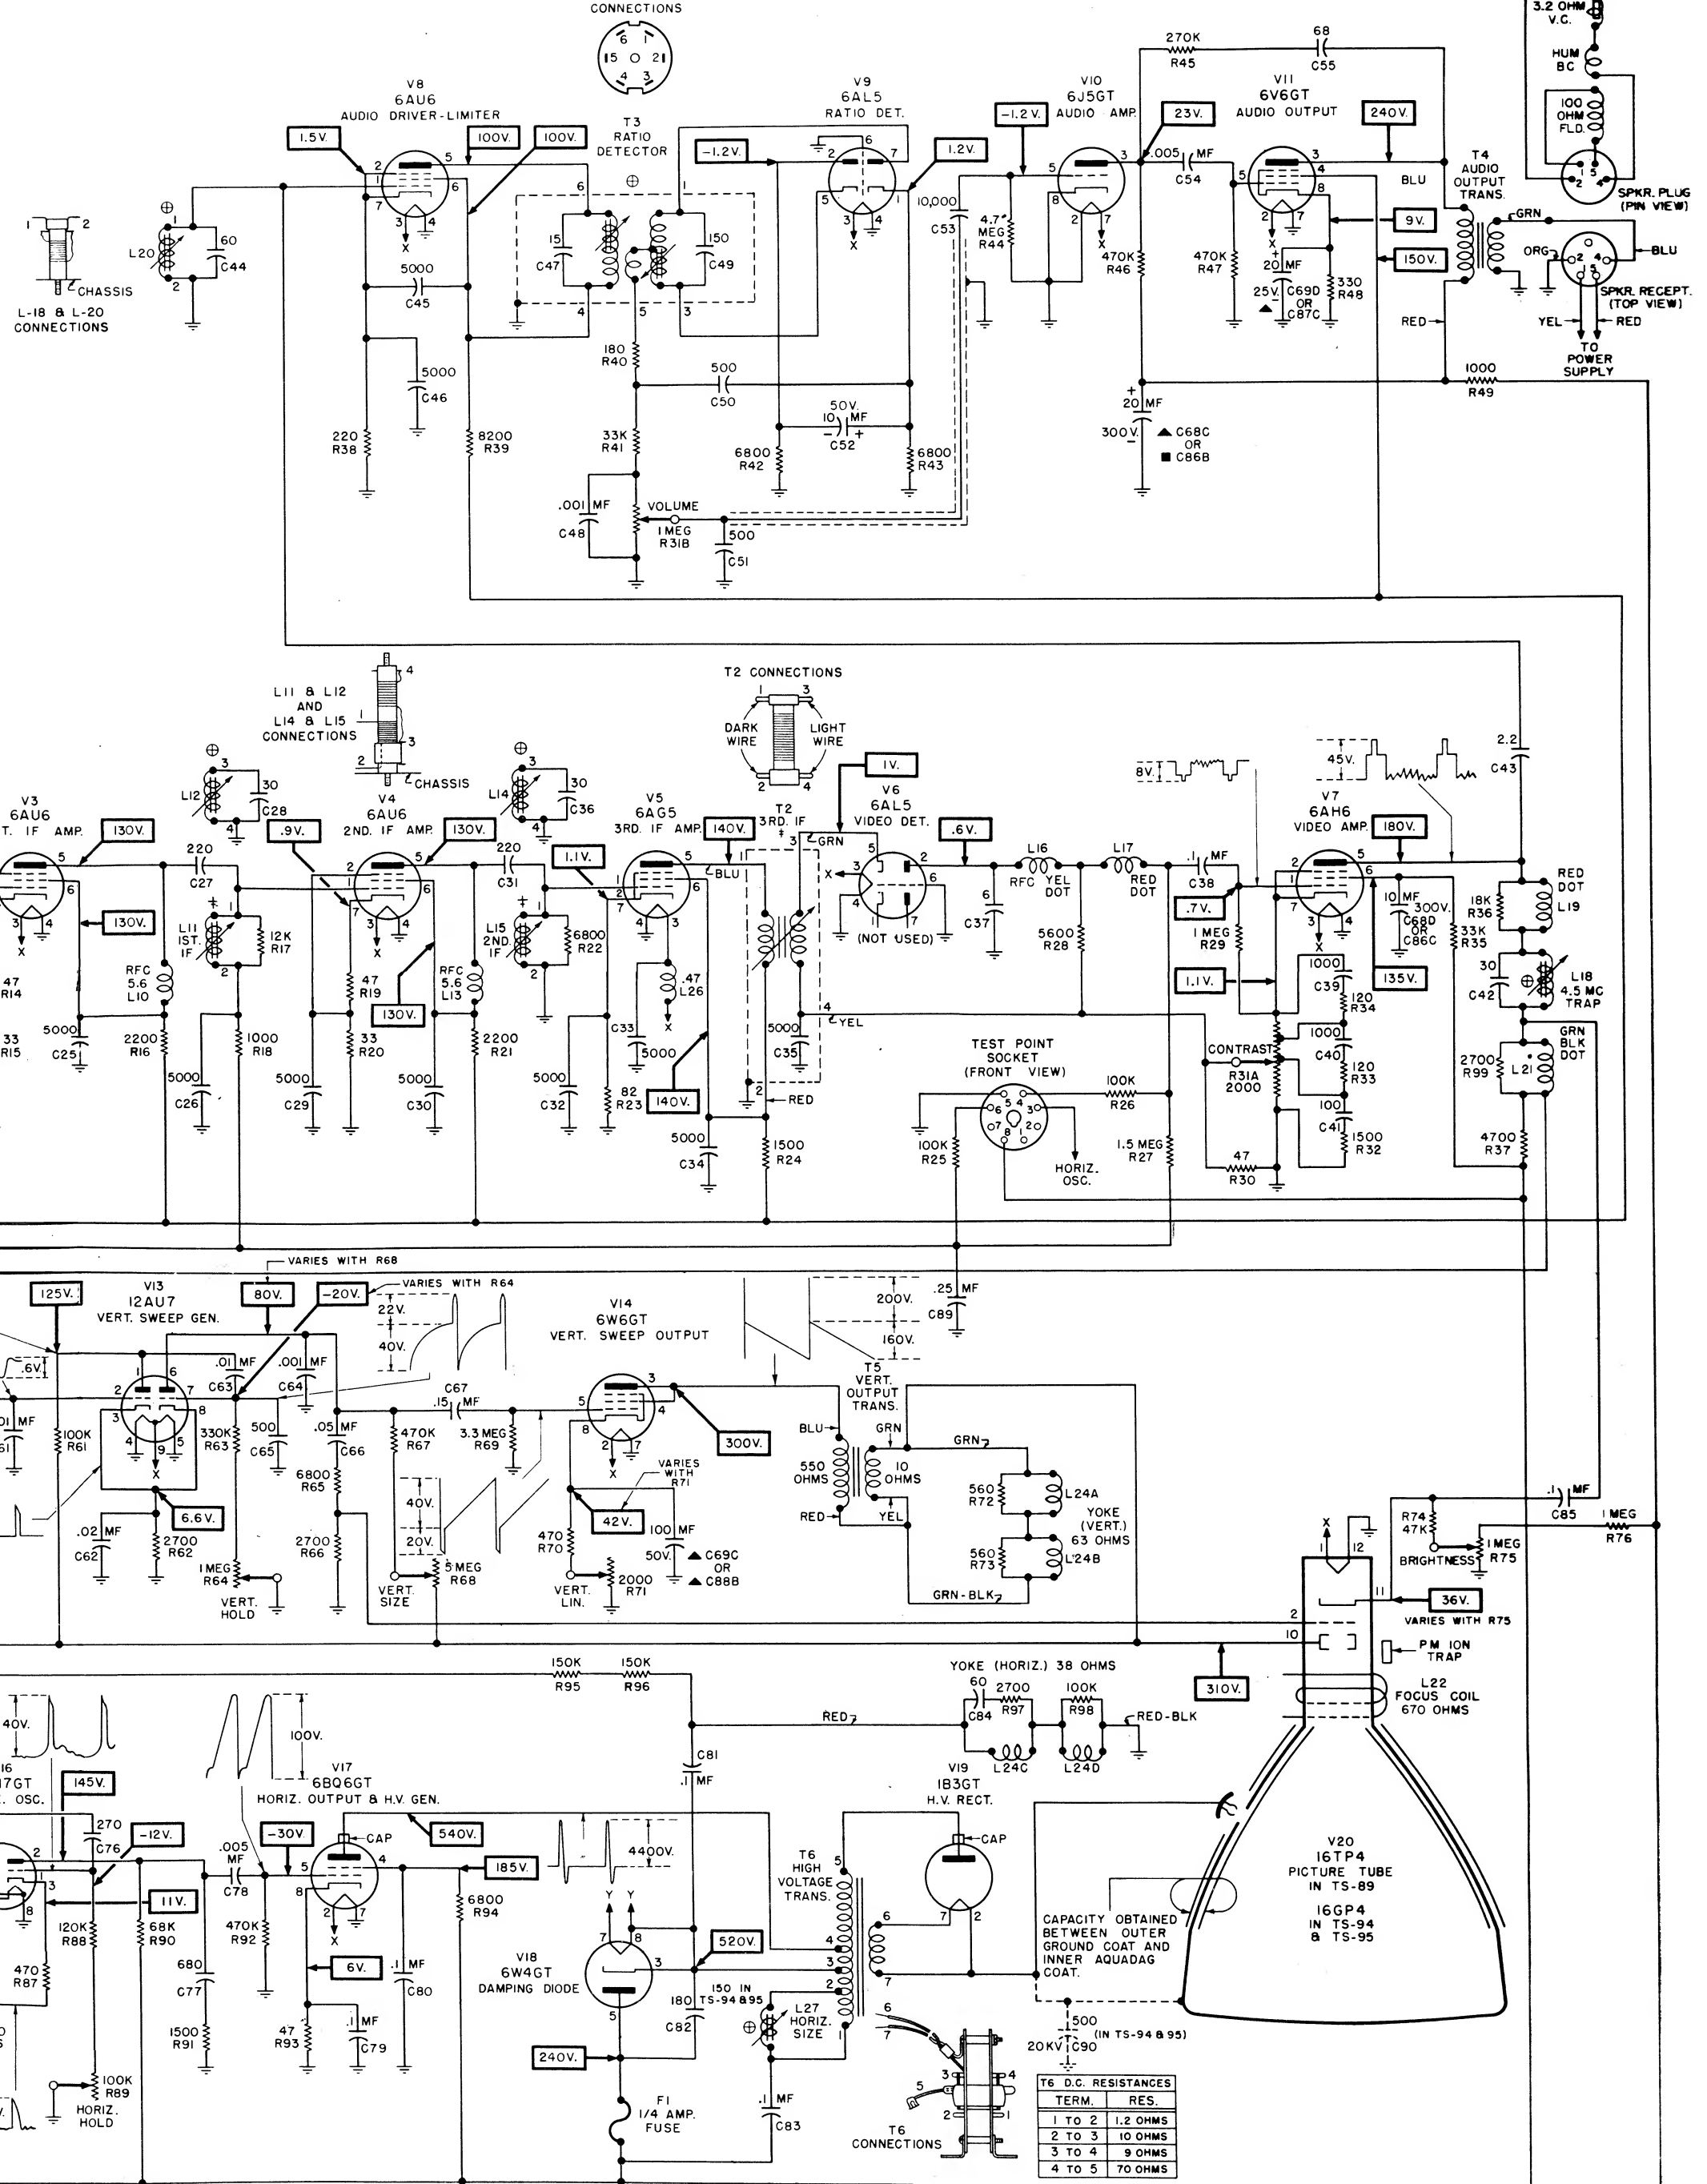 CONNECTIONS
6 1
5 2
4 3
3.2 OHM
V.C.
HUM
BC
100
OHM
FLD.
2 1 5 4
SPKR. PLUG
(PIN VIEW)
V8
6AU6
AUDIO DRIVER-LIMITER
1.5V.
100V.
100V.
T3
RATIO
DETECTOR
V9
6AL5
RATIO DET.
-1.2V.
1.2V.
-1.2V.
V10
6J5GT
AUDIO AMP.
23V.
270K
R45
68
C55
V11
6V6GT
AUDIO OUTPUT
240V.
T4
AUDIO
OUTPUT
TRANS.
BLU
GRN
ORG
BLU
SPKR. RECEPT.
(TOP VIEW)
YEL
RED
TO
POWER
SUPPLY
RED
1000
R49
1 2
CHASSIS
L-18 & L-20
CONNECTIONS
L20
60
C44
5000
C45
5000
C46
220
R38
8200
R39
15
C47
150
C49
180
R40
500
C50
33K
R41
50V.
10 MF
C52
6800
R42
6800
R43
.001 MF
C48
VOLUME
1 MEG
R31B
500
C51
10,000
C53
4.7
MEG
R44
470K
R46
.005 MF
C54
470K
R47
20 MF
25V.
C69D
OR
C87C
330
R48
9V.
150V.
20 MF
300V.
C68C
OR
C86B
L11 & L12
AND
L14 & L15
CONNECTIONS
CHASSIS
T2 CONNECTIONS
DARK
WIRE
LIGHT
WIRE
V3
6AU6
T. IF AMP.
130V.
L12
30
C28
.9V.
V4
6AU6
2ND. IF AMP.
130V.
L14
30
C36
1.1V.
V5
6AG5
3RD. IF AMP.
140V.
BLU
T2
3RD. IF
GRN
1V.
V6
6AL5
VIDEO DET.
.6V.
(NOT USED)
8V.
45V.
V7
6AH6
VIDEO AMP.
180V.
2.2
C43
220
C27
130V.
L11
1ST.
IF
12K
R17
RFC
5.6
L10
47
R14
33
R15
5000
C25
2200
R16
5000
C26
1000
R18
220
C31
47
R19
33
R20
130V.
RFC
5.6
L13
5000
C29
5000
C30
2200
R21
L15
2ND.
IF
6800
R22
5000
C32
82
R23
C33
5000
.47
L26
140V.
5000
C34
1500
R24
5000
C35
YEL
RED
6
C37
L16
RFC YEL
DOT
L17
RED
DOT
5600
R28
.1 MF
C38
.7V.
1 MEG
R29
1.1V.
10 MF
300V.
C68D
OR
C86C
33K
R35
135V.
18K
R36
RED
DOT
L19
30
C42
L18
4.5 MC
TRAP
GRN
BLK
DOT
2700
R99
L21
4700
R37
1000
C39
120
R34
1000
C40
120
R33
100
C41
1500
R32
CONTRAST
R31A
2000
47
R30
TEST POINT
SOCKET
(FRONT VIEW)
100K
R26
100K
R25
1.5 MEG
R27
HORIZ.
OSC.
.25 MF
C89
VARIES WITH R68
125V.
V13
12AU7
VERT. SWEEP GEN.
80V.
-20V.
VARIES WITH R64
22V.
40V.
V14
6W6GT
VERT. SWEEP OUTPUT
200V.
160V.
T5
VERT.
OUTPUT
TRANS.
.6V.
01 MF
61
100K
R61
.01 MF
C63
.001 MF
C64
330K
R63
500
C65
.05 MF
C66
6800
R65
2700
R66
.02 MF
C62
6.6V.
2700
R62
1 MEG
R64
VERT.
HOLD
C67
.15 MF
470K
R67
3.3 MEG
R69
40V.
20V.
VERT.
SIZE
5 MEG
R68
300V.
VARIES
WITH
R71
42V.
470
R70
100 MF
50V.
C69C
OR
C88B
VERT.
LIN.
2000
R71
BLU
550
OHMS
RED
GRN
10
OHMS
YEL
GRN
560
R72
L24A
YOKE
(VERT.)
63 OHMS
560
R73
L24B
GRN-BLK
R74
47K
BRIGHTNESS
1 MEG
R75
.1 MF
C85
1 MEG
R76
36V.
VARIES WITH R75
PM ION
TRAP
310V.
L22
FOCUS COIL
670 OHMS
150K
R95
150K
R96
YOKE (HORIZ.) 38 OHMS
60
C84
2700
R97
100K
R98
RED
RED-BLK
L24C
L24D
40V.
100V.
16
7GT
. OSC.
145V.
270
C76
-12V.
11V.
120K
R88
68K
R90
470
R87
100K
R89
HORIZ.
HOLD
680
C77
1500
R91
.005
MF
C78
-30V.
470K
R92
V17
6BQ6GT
HORIZ. OUTPUT & H.V. GEN.
CAP
540V.
185V.
6800
R94
6V.
47
R93
.1 MF
C79
.1 MF
C80
4400V.
C81
.1 MF
V18
6W4GT
DAMPING DIODE
520V.
180
C82
150 IN
TS-94 & 95
L27
HORIZ.
SIZE
240V.
F1
1/4 AMP.
FUSE
.1 MF
C83
T6
HIGH
VOLTAGE
TRANS.
V19
1B3GT
H.V. RECT.
CAP
CAPACITY OBTAINED
BETWEEN OUTER
GROUND COAT AND
INNER AQUADAG
COAT.
V20
16TP4
PICTURE TUBE
IN TS-89
16GP4
IN TS-94
& TS-95
500
(IN TS-94 & 95)
20KV C90
T6
CONNECTIONS
T6 D.C. RESISTANCES
TERM. RES.
1 TO 2 1.2 OHMS
2 TO 3 10 OHMS
3 TO 4 9 OHMS
4 TO 5 70 OHMS